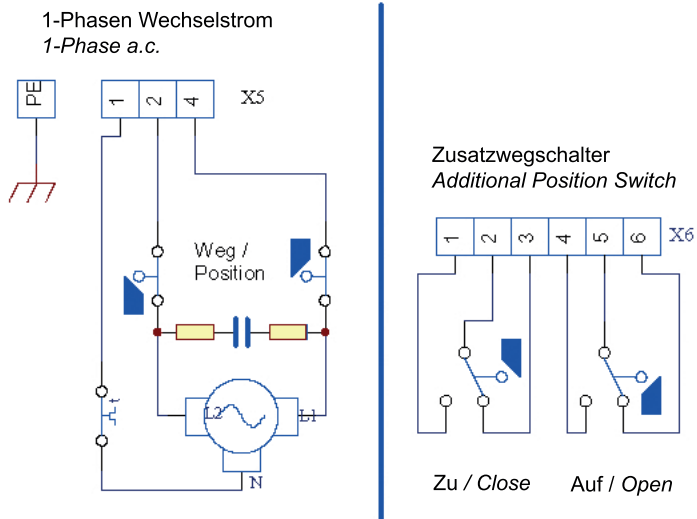 1-Phasen Wechselstrom
1-Phase a.c.
PE
1 2 4 X5
Weg /
Position
t
L2 L1
N
Zusatzwegschalter
Additional Position Switch
1 2 3 4 5 6 X6
Zu / Close
Auf / Open